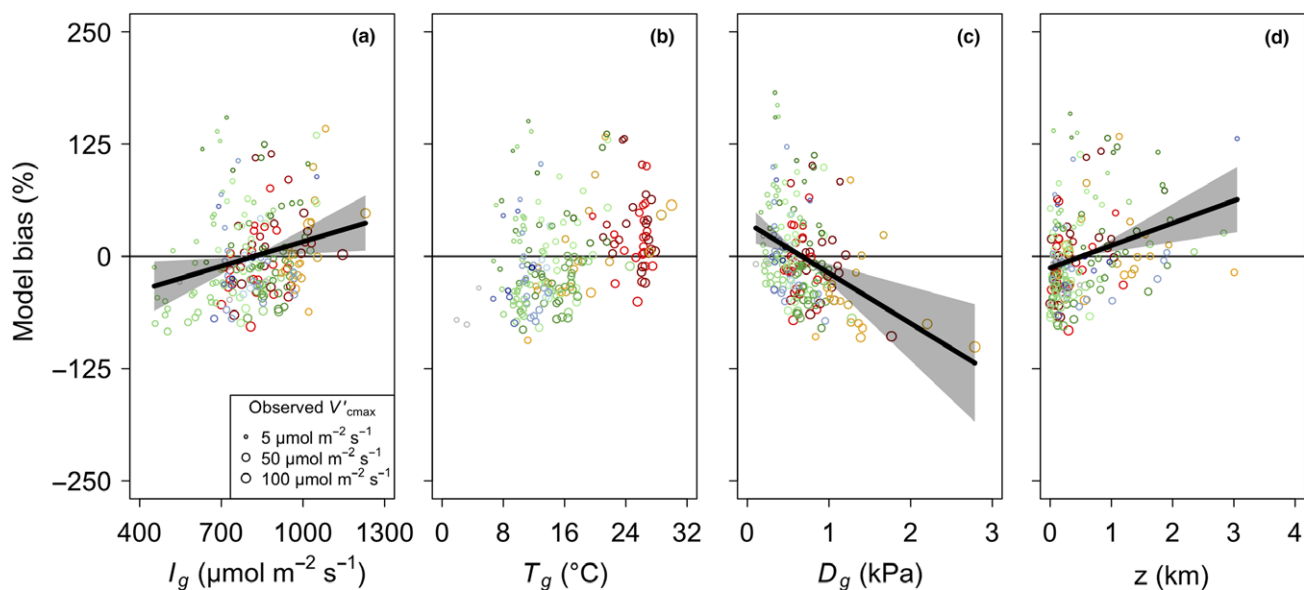 Model bias (%)
250
125
0
−125
−250
(a)
(b)
(c)
(d)
Observed V'cmax
5 μmol m−2 s−1
50 μmol m−2 s−1
100 μmol m−2 s−1
400 700 1000 1300
0 8 16 24 32
0 1 2 3
0 1 2 3 4
Ig (μmol m−2 s−1)
Tg (°C)
Dg (kPa)
z (km)